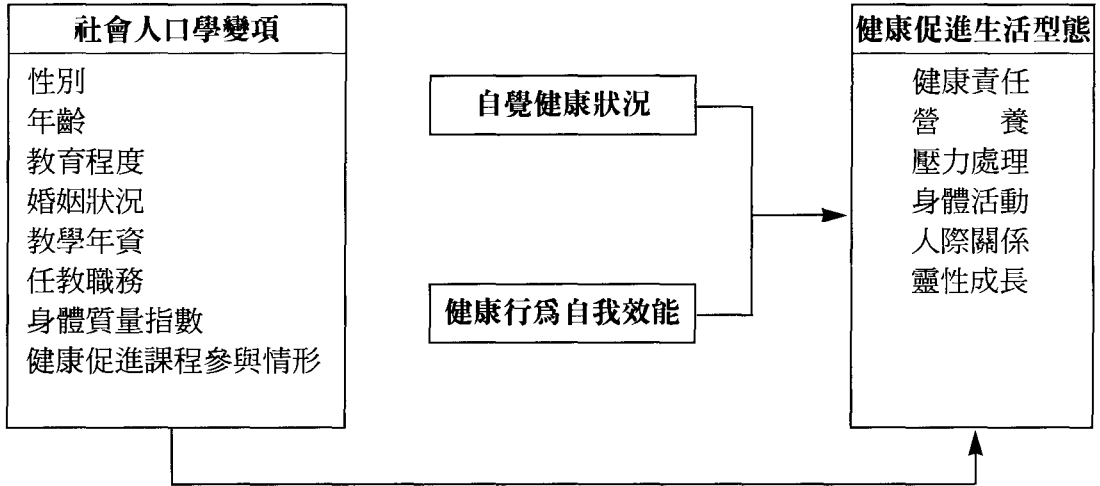 社會人口學變項
性別
年齡
教育程度
婚姻狀況
教學年資
任教職務
身體質量指數
健康促進課程參與情形
自覺健康狀況
健康行爲自我效能
健康促進生活型態
健康責任
營　　養
壓力處理
身體活動
人際關係
靈性成長